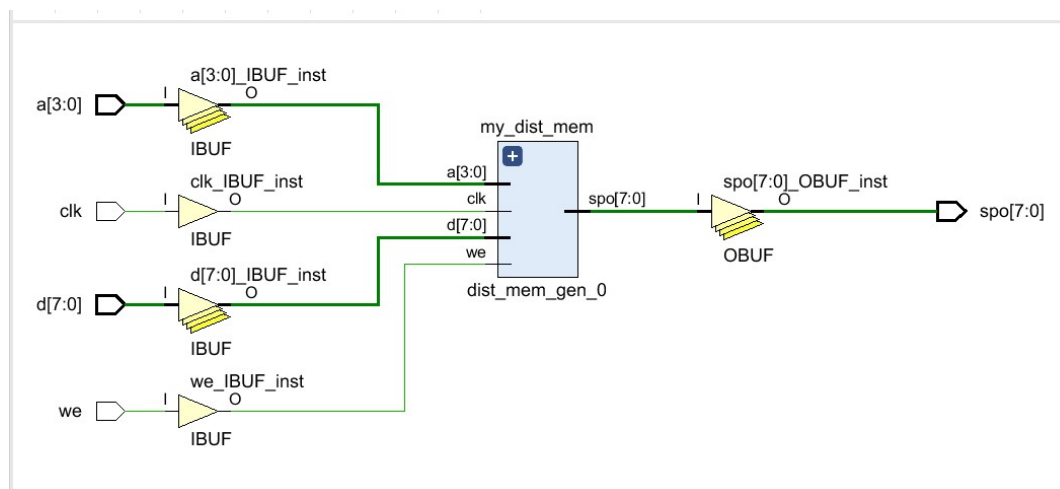 a[3:0]_IBUF_inst
a[3:0]
I
O
IBUF
my_dist_mem
+
a[3:0]
clk
d[7:0]
we
spo[7:0]
dist_mem_gen_0
clk_IBUF_inst
clk
I
O
IBUF
d[7:0]_IBUF_inst
d[7:0]
I
O
IBUF
we_IBUF_inst
we
I
O
IBUF
spo[7:0]_OBUF_inst
I
O
OBUF
spo[7:0]